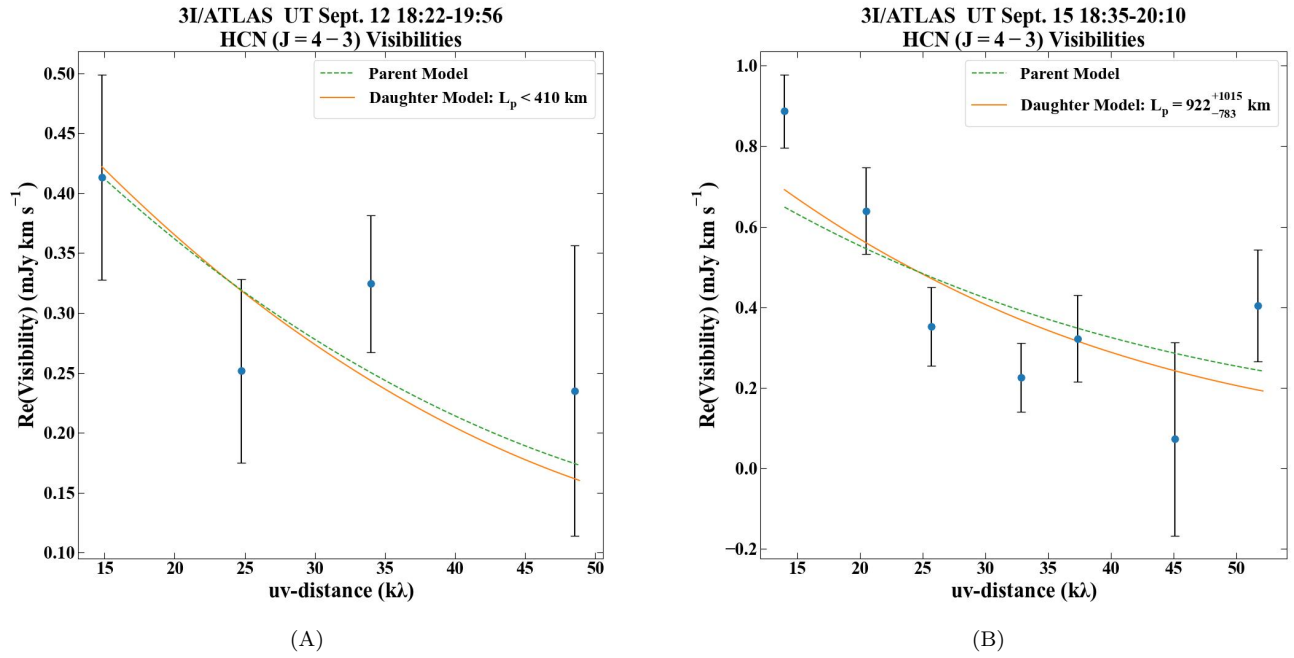 3I/ATLAS UT Sept. 12 18:22-19:56
HCN (J = 4 − 3) Visibilities
Parent Model
Daughter Model: Lp < 410 km
0.50
0.45
0.40
0.35
0.30
0.25
0.20
0.15
0.10
Re(Visibility) (mJy km s−1)
15 20 25 30 35 40 45 50
uv-distance (kλ)
(A)
3I/ATLAS UT Sept. 15 18:35-20:10
HCN (J = 4 − 3) Visibilities
Parent Model
Daughter Model: Lp = 922 +1015 −783 km
1.0
0.8
0.6
0.4
0.2
0.0
−0.2
Re(Visibility) (mJy km s−1)
15 20 25 30 35 40 45 50
uv-distance (kλ)
(B)